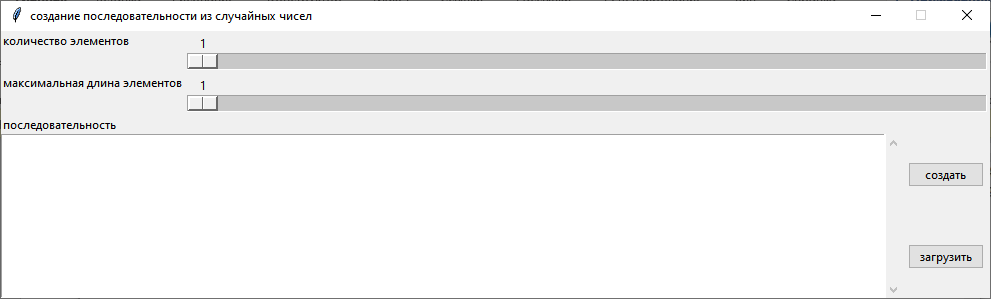 создание последовательности из случайных чисел
количество элементов
1
максимальная длина элементов
1
последовательность
создать
загрузить